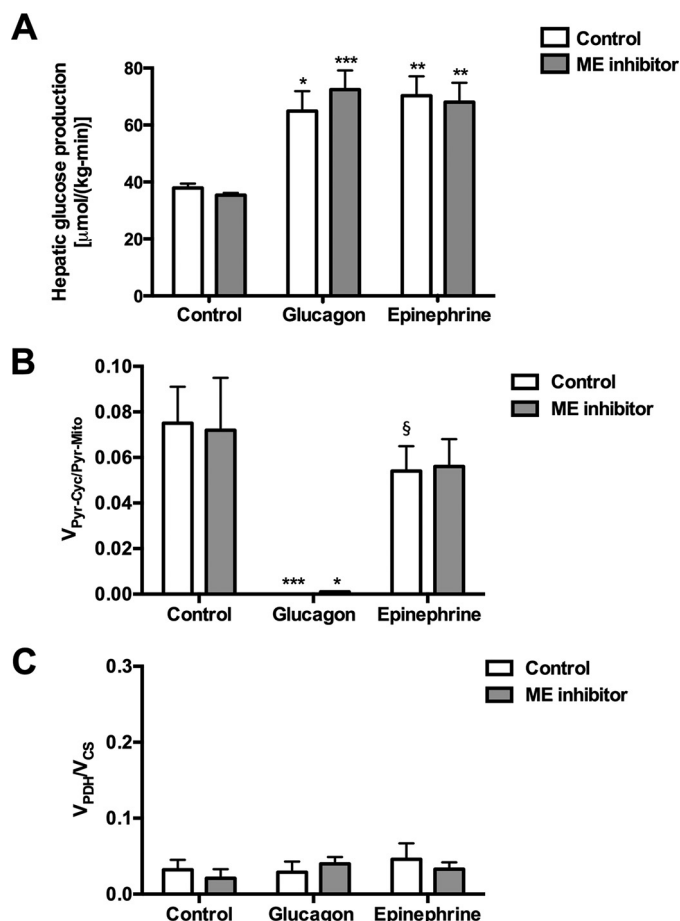 A
Control
ME inhibitor
Hepatic glucose production
[μmol/(kg-min)]
80
60
40
20
0
*
***
**
**
Control
Glucagon
Epinephrine
B
Control
ME inhibitor
VPyr-Cyc/Pyr-Mito
0.10
0.08
0.06
0.04
0.02
0.00
***
*
§
Control
Glucagon
Epinephrine
C
Control
ME inhibitor
VPDH/VCS
0.3
0.2
0.1
0.0
Control
Glucagon
Epinephrine